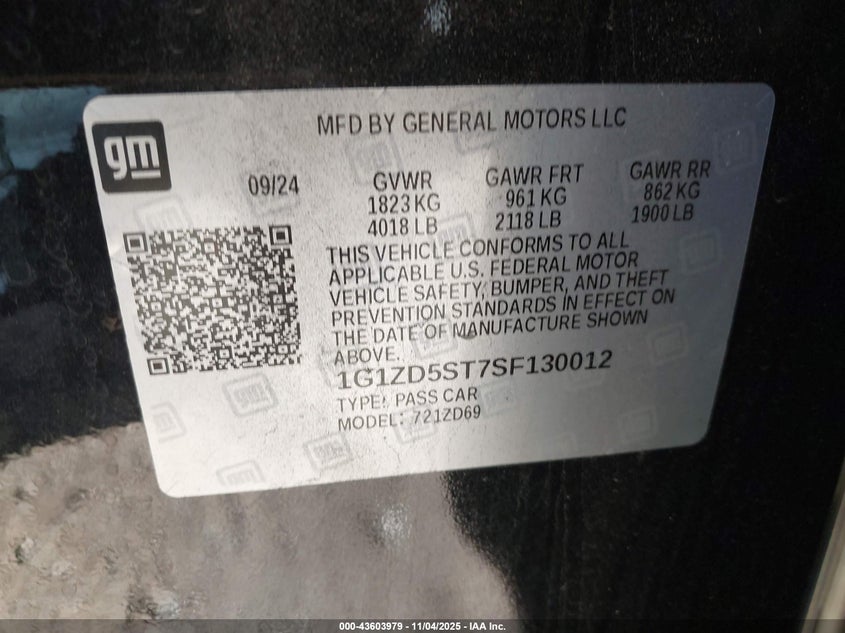 gm
MFD BY GENERAL MOTORS LLC
09/24
GVWR
1823 KG
4018 LB
GAWR FRT
961 KG
2118 LB
GAWR RR
862 KG
1900 LB
THIS VEHICLE CONFORMS TO ALL
APPLICABLE U.S. FEDERAL MOTOR
VEHICLE SAFETY, BUMPER, AND THEFT
PREVENTION STANDARDS IN EFFECT ON
THE DATE OF MANUFACTURE SHOWN
ABOVE.
1G1ZD5ST7SF130012
TYPE: PASS CAR
MODEL: 721ZD69
000-43603979 - 11/04/2025 - IAA Inc.